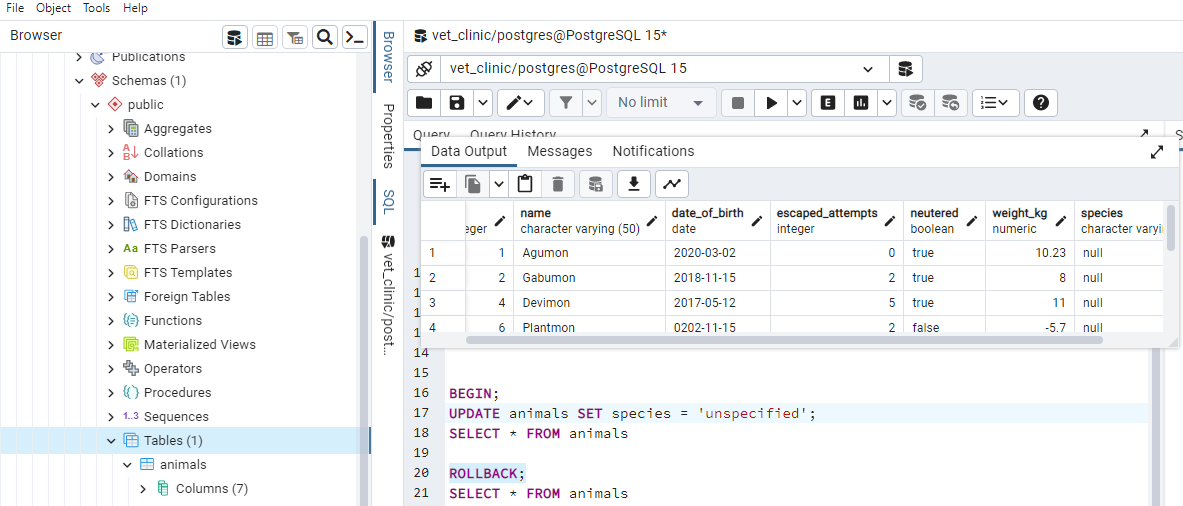 File Object Tools Help
Browser
vet_clinic/postgres@PostgreSQL 15*
vet_clinic/postgres@PostgreSQL 15
No limit
Query Query History
Data Output Messages Notifications
Publications
Schemas (1)
public
Aggregates
Collations
Domains
FTS Configurations
FTS Dictionaries
FTS Parsers
FTS Templates
Foreign Tables
Functions
Materialized Views
Operators
Procedures
1..3 Sequences
Tables (1)
animals
Columns (7)
Browser
Properties
SQL
vet_clinic/post...
name date_of_birth escaped_attempts neutered weight_kg species
eger character varying (50) date integer boolean numeric character varyi
1 1 Agumon 2020-03-02 0 true 10.23 null
2 2 Gabumon 2018-11-15 2 true 8 null
3 4 Devimon 2017-05-12 5 true 11 null
4 6 Plantmon 0202-11-15 2 false -5.7 null
14
15
16 BEGIN;
17 UPDATE animals SET species = 'unspecified';
18 SELECT * FROM animals
19
20 ROLLBACK;
21 SELECT * FROM animals